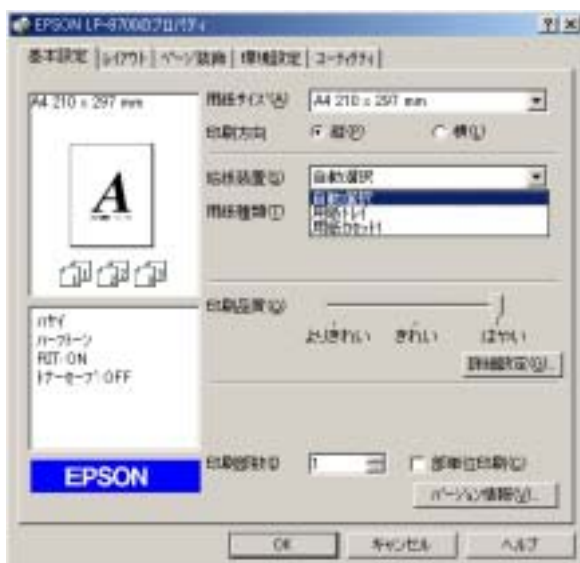 EPSON LP-8700のプロパティ
基本設定 レイアウト ページ装飾 環境設定 ユーティリティ
A4 210 x 297 mm
用紙サイズ(A) A4 210 x 297 mm
印刷方向 縦(P) 横(L)
給紙装置(S) 自動選択
自動選択
用紙トレイ
用紙カセット1
用紙種類(T)
A
1 1 2 2 3 3
印刷品質(Q)
よりきれい きれい はやい
詳細設定(G)...
ハヤイ
ハーフトーン
RIT: ON
トナーセーブ: OFF
EPSON
印刷部数 1 部単位印刷(C)
バージョン情報(V)...
OK キャンセル ヘルプ